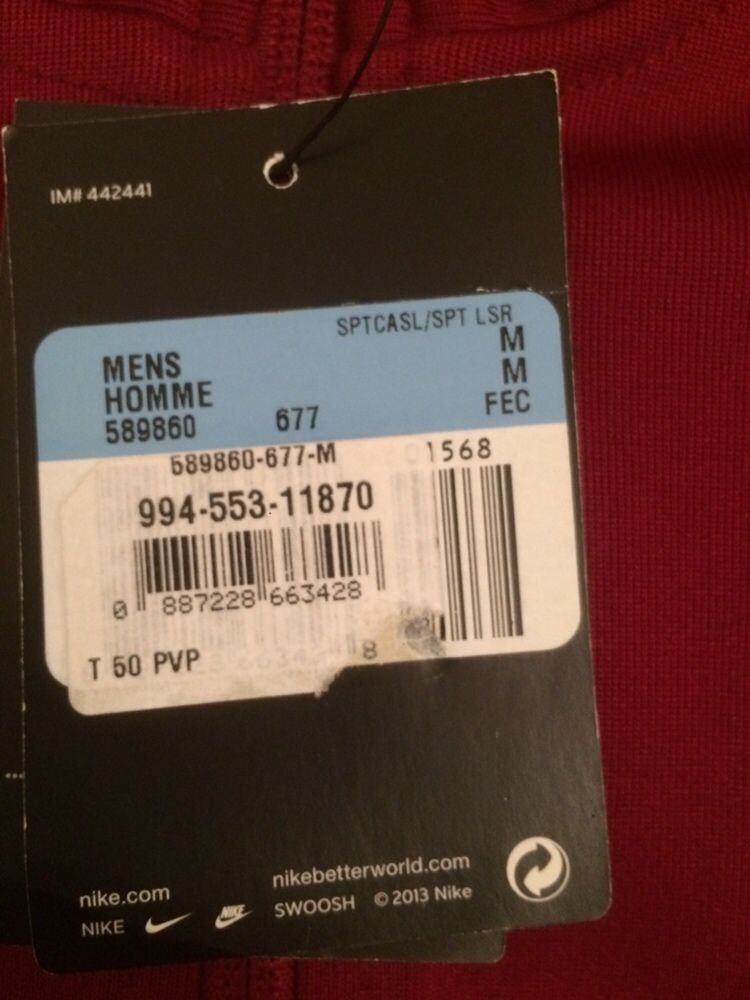 IM# 442441
SPTCASL/SPT LSR
MENS M
HOMME M
589860 677 FEC
589860-677-M 1568
994-553-11870
0 887228 663428
T 50 PVP 8
nike.com nikebetterworld.com
NIKE NIKE SWOOSH © 2013 Nike